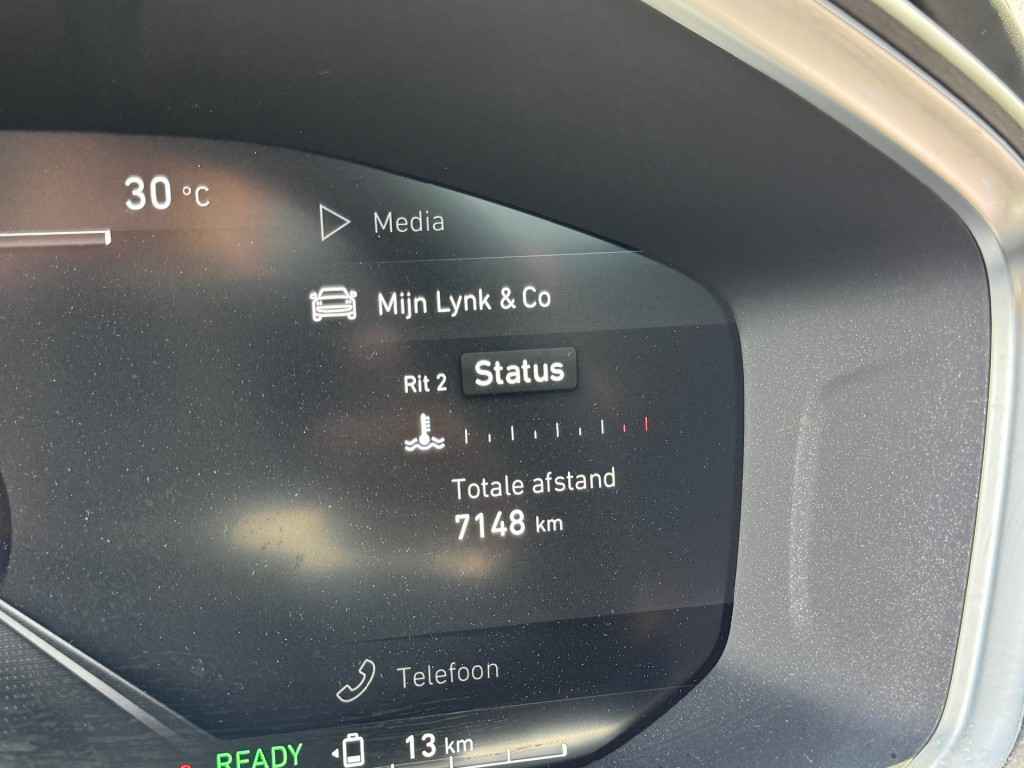 30 °C
Media
Mijn Lynk & Co
Rit 2 Status
Totale afstand
7148 km
Telefoon
READY 13 km